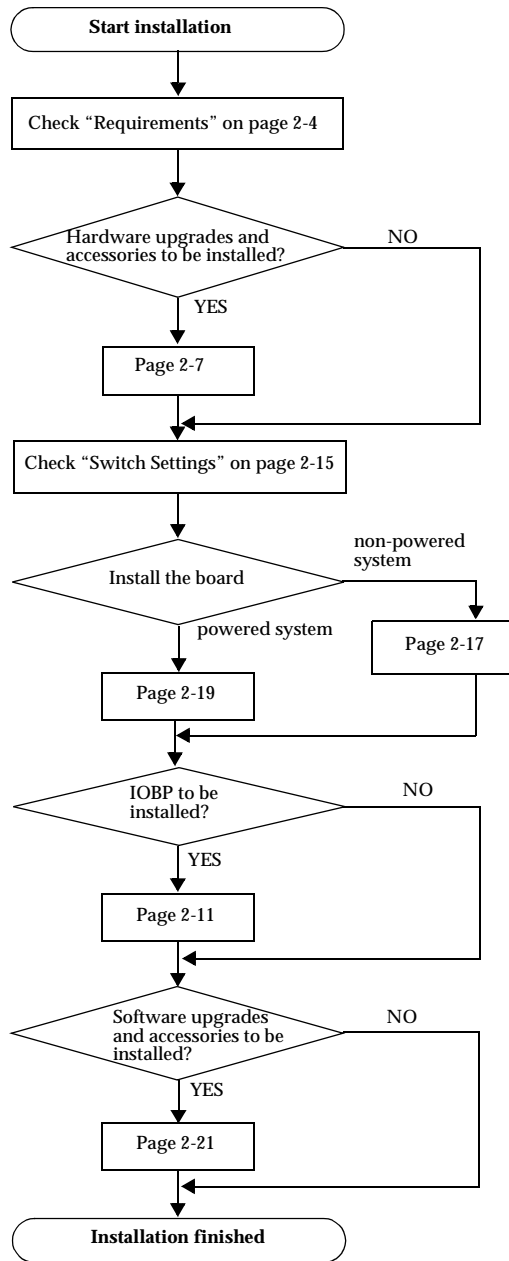 Start installation
Check “Requirements” on page 2-4
Hardware upgrades and
accessories to be installed?
NO
YES
Page 2-7
Check “Switch Settings” on page 2-15
non-powered
system
Install the board
powered system
Page 2-17
Page 2-19
IOBP to be
installed?
NO
YES
Page 2-11
Software upgrades
and accessories to be
installed?
NO
YES
Page 2-21
Installation finished